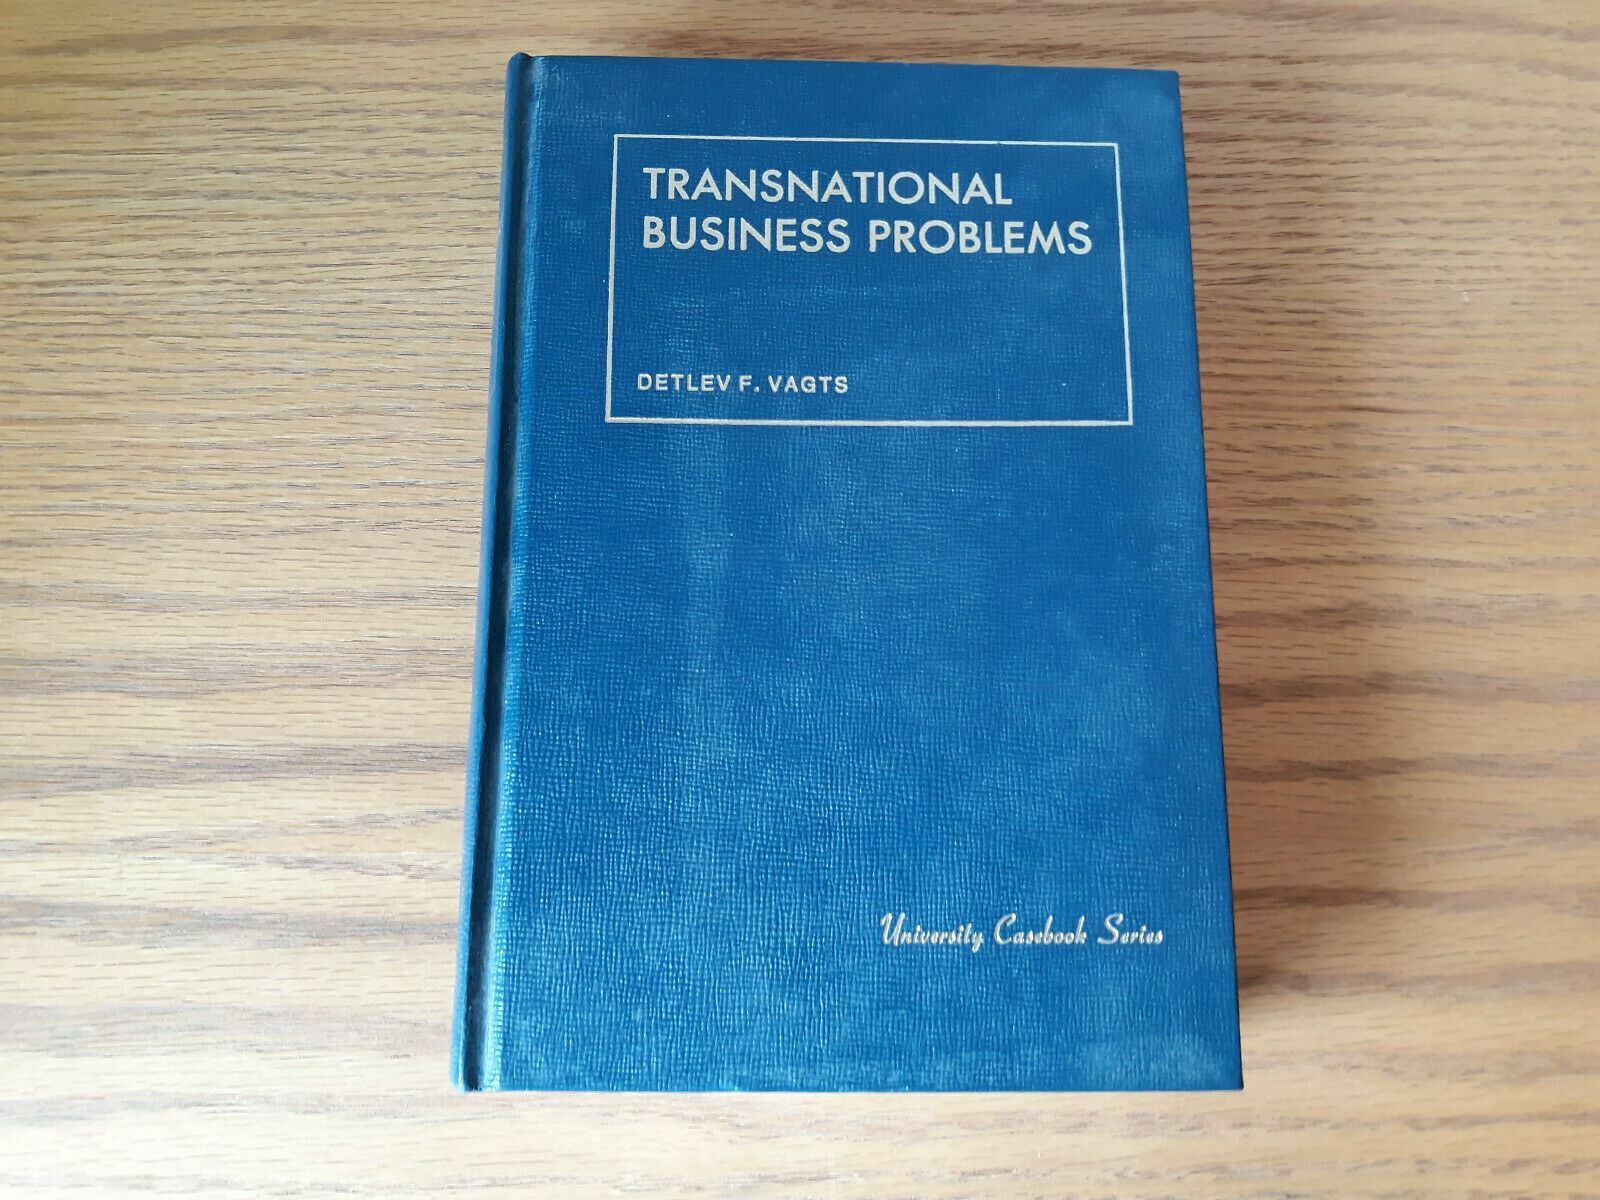 TRANSNATIONAL
BUSINESS PROBLEMS
DETLEV F. VAGTS
University Casebook Series